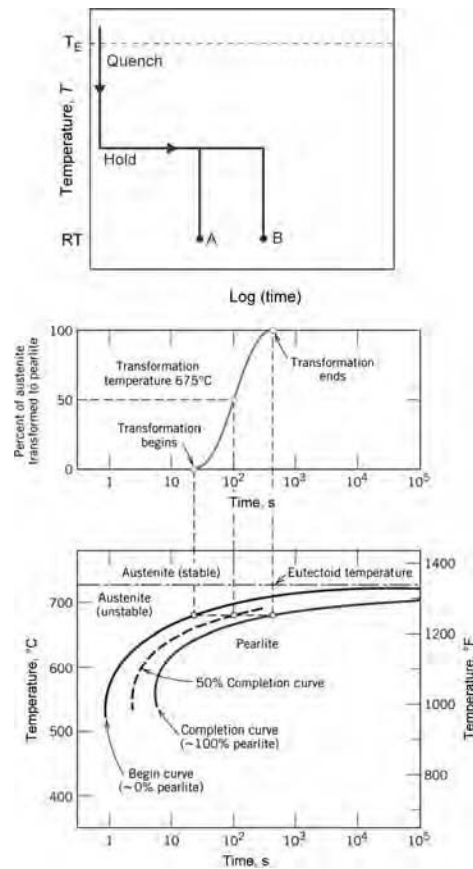 T_E
Quench
Temperature, T
Hold
RT
A
B
Log (time)
Percent of austenite
transformed to pearlite
100
50
0
Transformation
temperature 675°C
Transformation
ends
Transformation
begins
1 10 10² 10³ 10⁴ 10⁵
Time, s
Austenite (stable)
Eutectoid temperature
Austenite
(unstable)
Pearlite
50% Completion curve
Completion curve
(~100% pearlite)
Begin curve
(~0% pearlite)
Temperature, °C
700
600
500
400
Temperature, °F
1400
1200
1000
800
1 10 10² 10³ 10⁴ 10⁵
Time, s